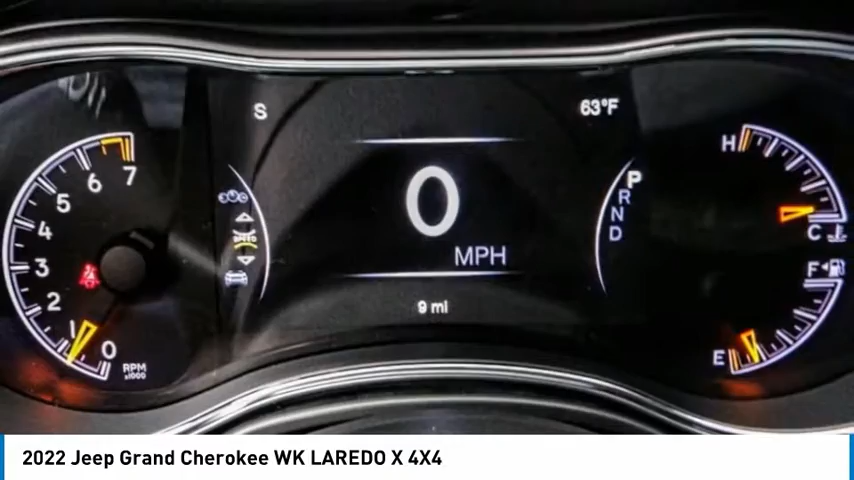 S
63°F
0
MPH
9 mi
P
R
N
D
SPEED
7
6
5
4
3
2
1
0
RPM
x1000
H
C
F
E
2022 Jeep Grand Cherokee WK LAREDO X 4X4